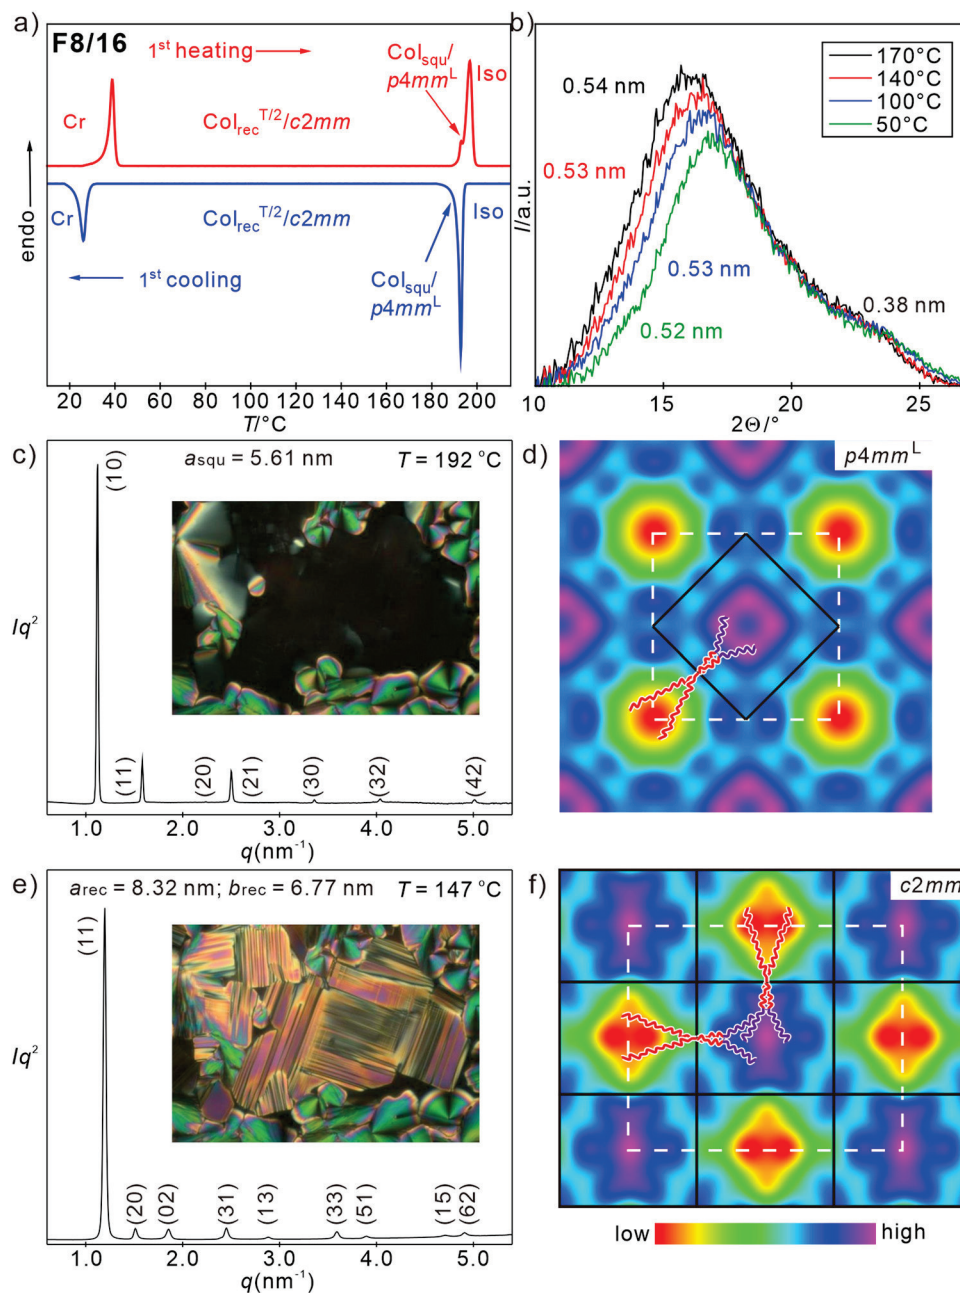 a)
F8/16
1st heating
Colsqu/
p4mmL
Iso
Cr
ColrecT/2/c2mm
endo
Cr
ColrecT/2/c2mm
Iso
1st cooling
Colsqu/
p4mmL
20 40 60 80 100 120 140 160 180 200
T/°C
b)
0.54 nm
170°C
140°C
100°C
50°C
0.53 nm
I/a.u.
0.53 nm
0.52 nm
0.38 nm
10 15 20 25
2Θ/°
c)
asqu = 5.61 nm
T = 192 °C
(10)
Iq2
(11) (20) (21) (30) (32) (42)
1.0 2.0 3.0 4.0 5.0
q(nm-1)
d)
p4mmL
e)
arec = 8.32 nm; brec = 6.77 nm
T = 147 °C
(11)
Iq2
(20) (02) (31) (13) (33) (51) (15) (62)
1.0 2.0 3.0 4.0 5.0
q(nm-1)
f)
c2mm
low
high